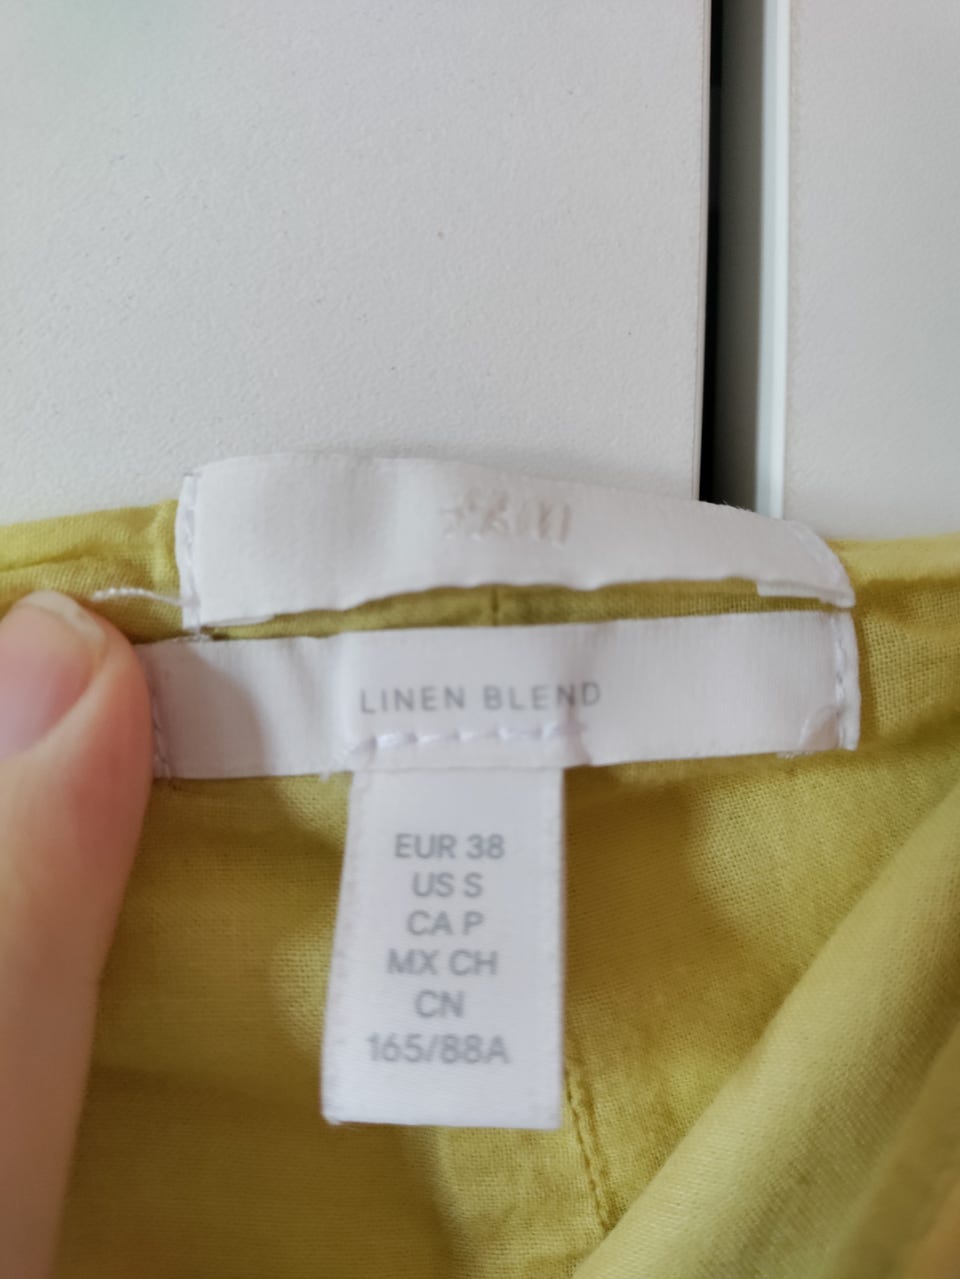 H&M
LINEN BLEND
EUR 38
US S
CA P
MX CH
CN
165/88A